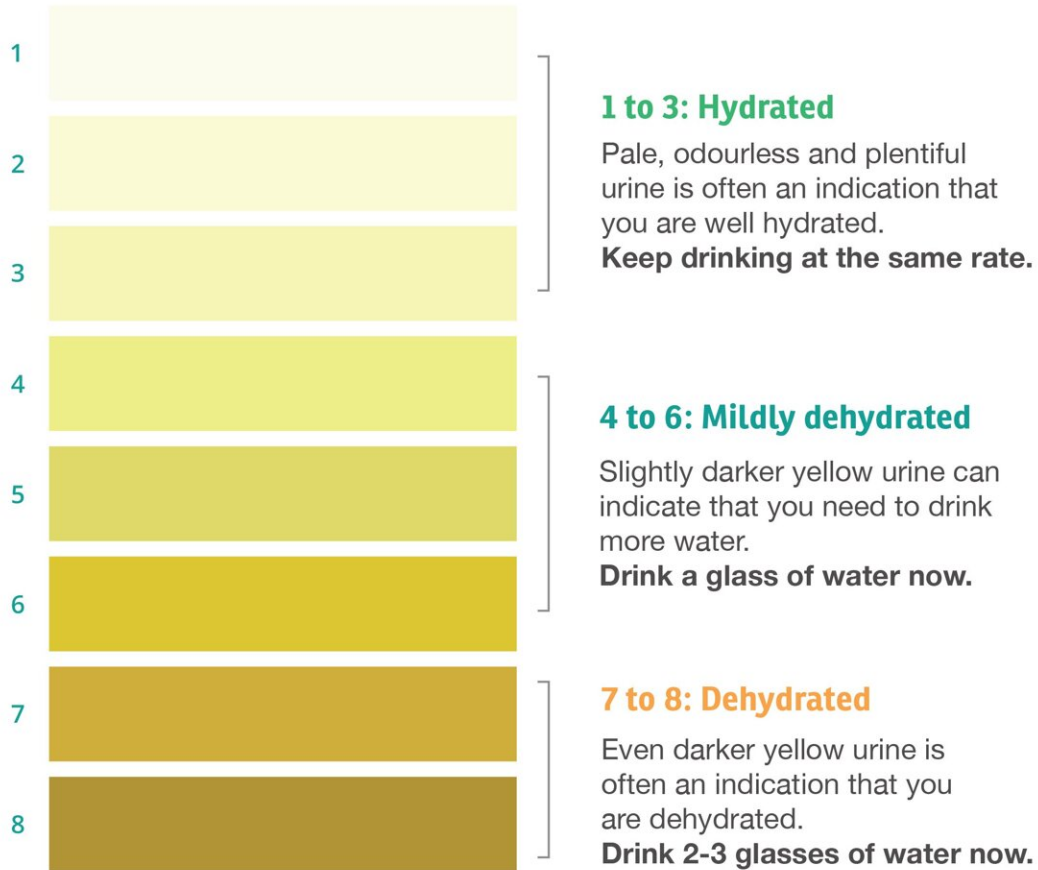 1
1 to 3: Hydrated
Pale, odourless and plentiful
2
urine is often an indication that
you are well hydrated.
3
Keep drinking at the same rate.
4
4 to 6: Mildly dehydrated
Slightly darker yellow urine can
5
indicate that you need to drink
more water.
Drink a glass of water now.
6
7 to 8: Dehydrated
7
Even darker yellow urine is
often an indication that you
are dehydrated.
8
Drink 2-3 glasses of water now.